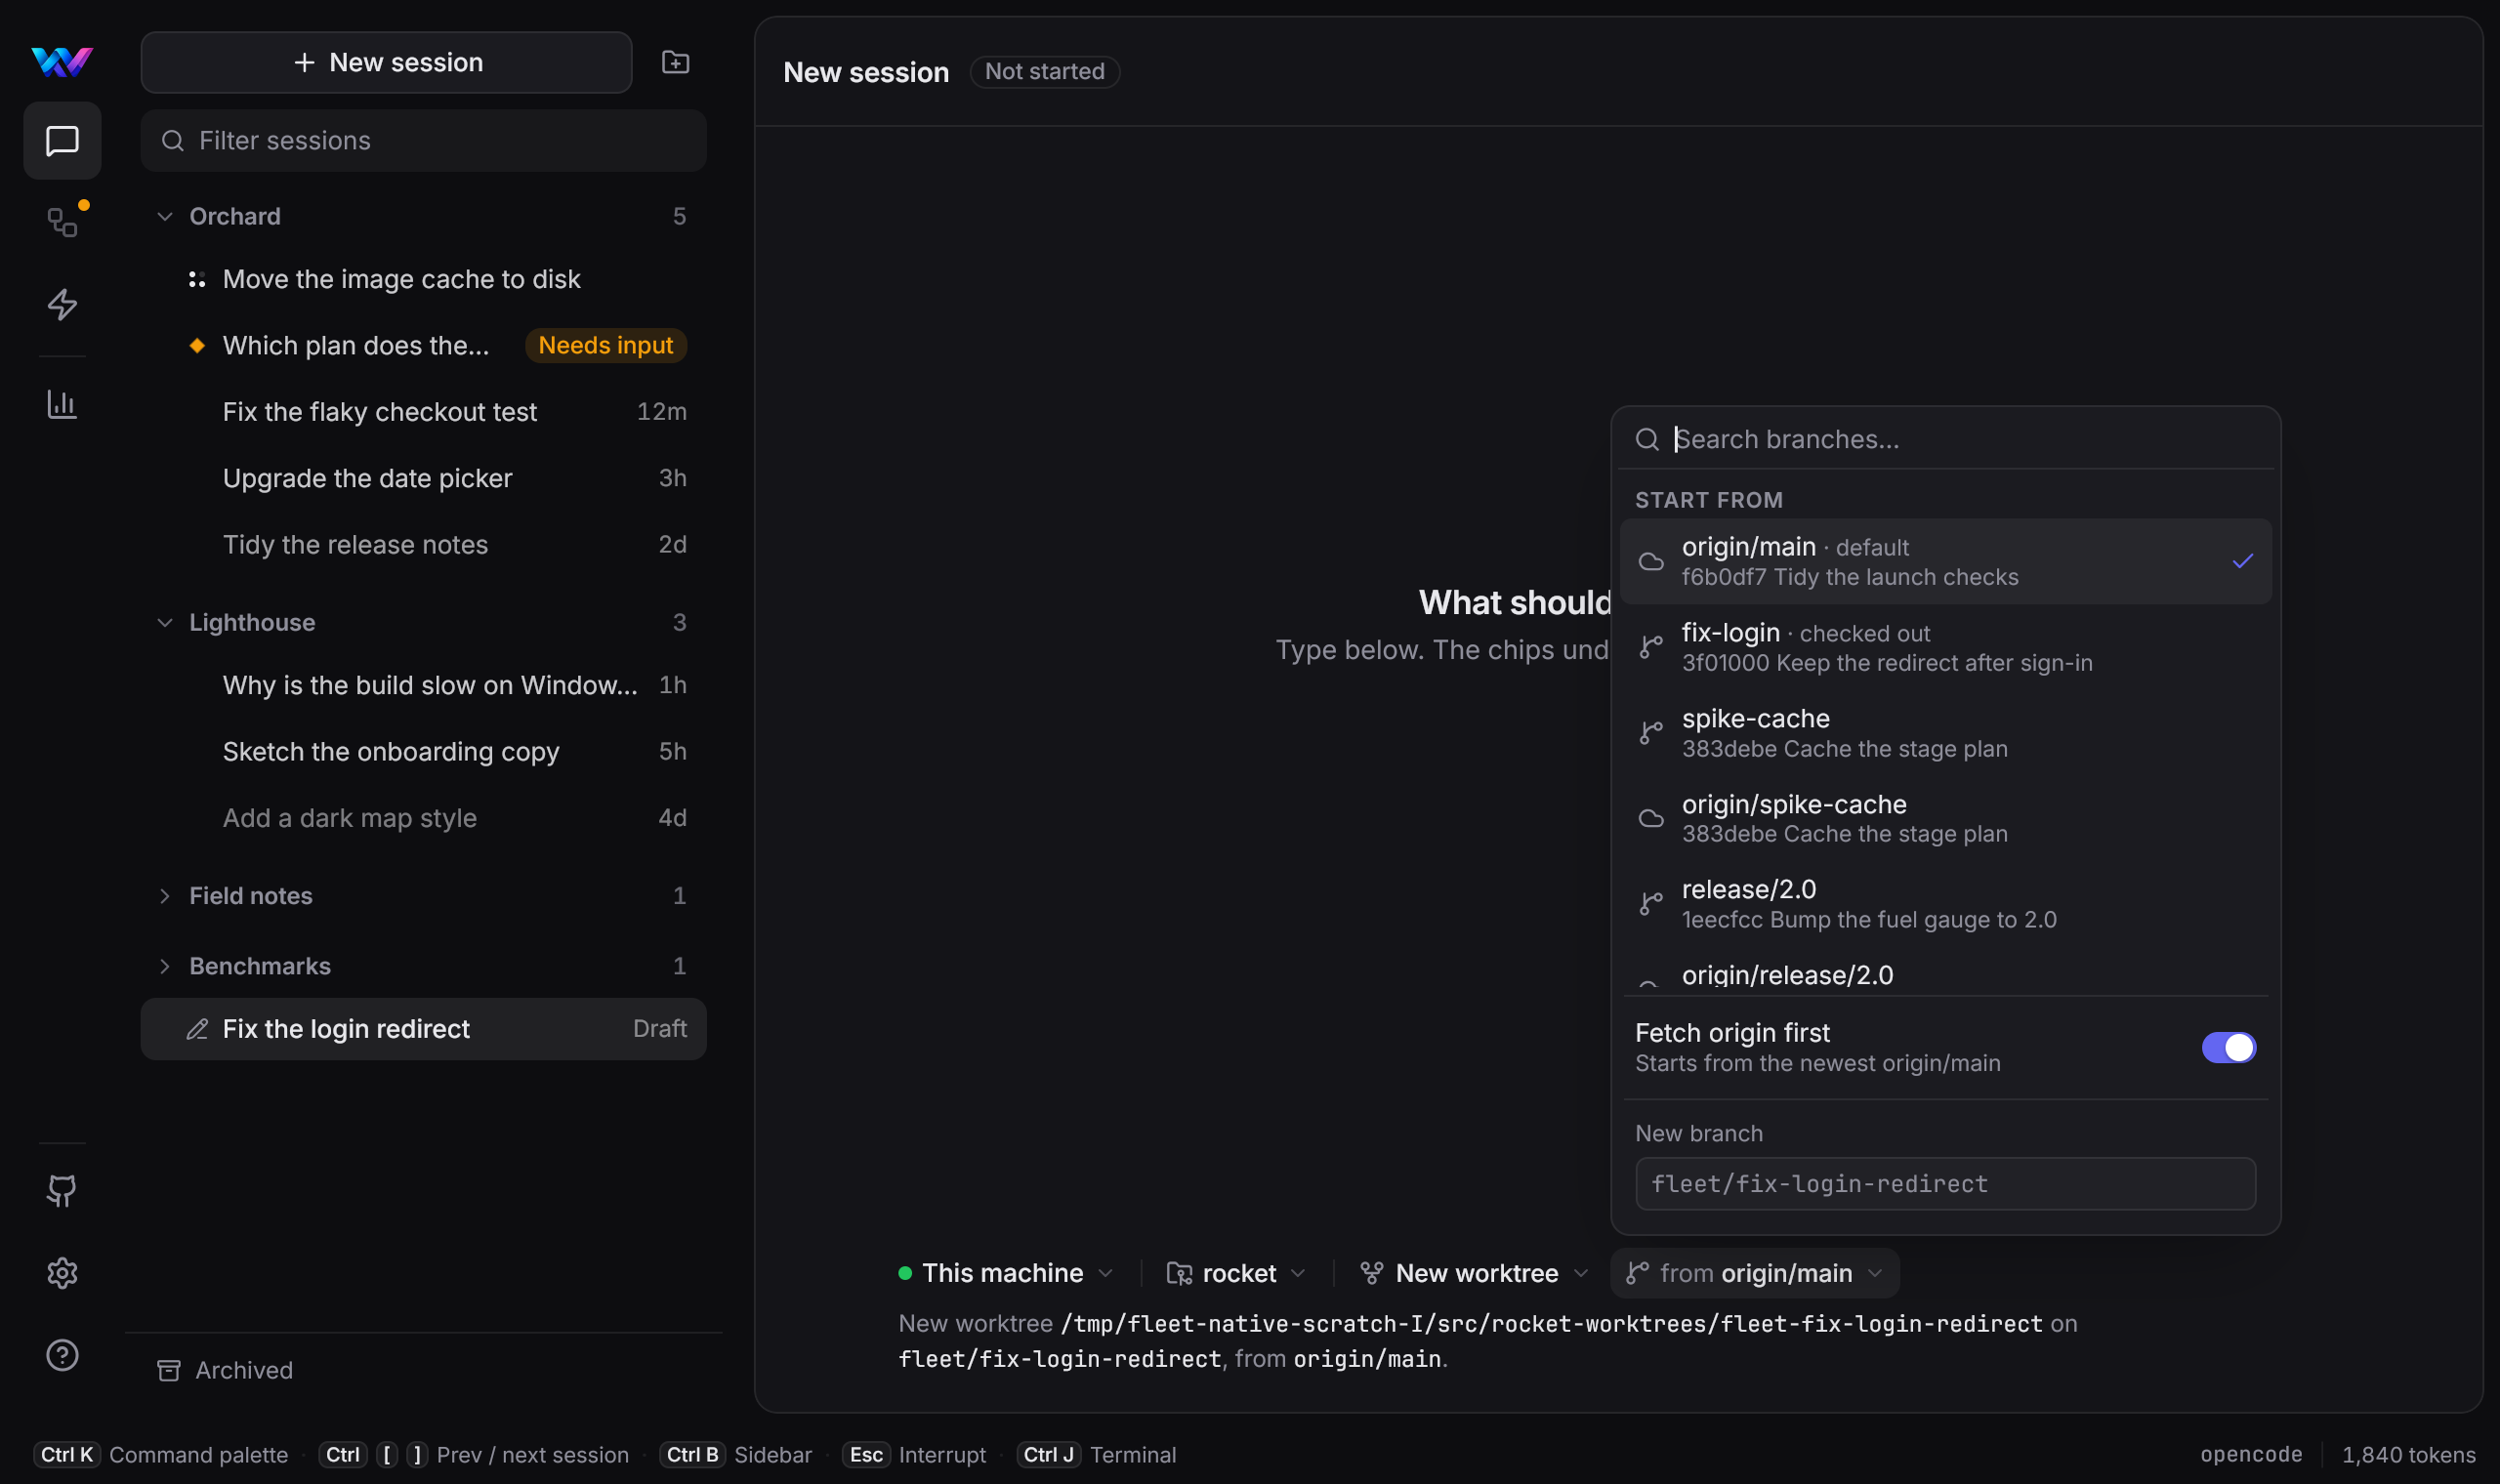 New session
Filter sessions
Orchard 5
Move the image cache to disk
Which plan does the... Needs input
Fix the flaky checkout test 12m
Upgrade the date picker 3h
Tidy the release notes 2d
Lighthouse 3
Why is the build slow on Window... 1h
Sketch the onboarding copy 5h
Add a dark map style 4d
Field notes 1
Benchmarks 1
Fix the login redirect Draft
Archived
New session Not started
What should
Type below. The chips und
Search branches...
START FROM
origin/main · default
f6b0df7 Tidy the launch checks
fix-login · checked out
3f01000 Keep the redirect after sign-in
spike-cache
383debe Cache the stage plan
origin/spike-cache
383debe Cache the stage plan
release/2.0
1eecfcc Bump the fuel gauge to 2.0
origin/release/2.0
Fetch origin first
Starts from the newest origin/main
New branch
fleet/fix-login-redirect
This machine rocket New worktree from origin/main
New worktree /tmp/fleet-native-scratch-I/src/rocket-worktrees/fleet-fix-login-redirect on
fleet/fix-login-redirect, from origin/main.
Ctrl K Command palette · Ctrl [ ] Prev / next session · Ctrl B Sidebar · Esc Interrupt · Ctrl J Terminal
opencode 1,840 tokens